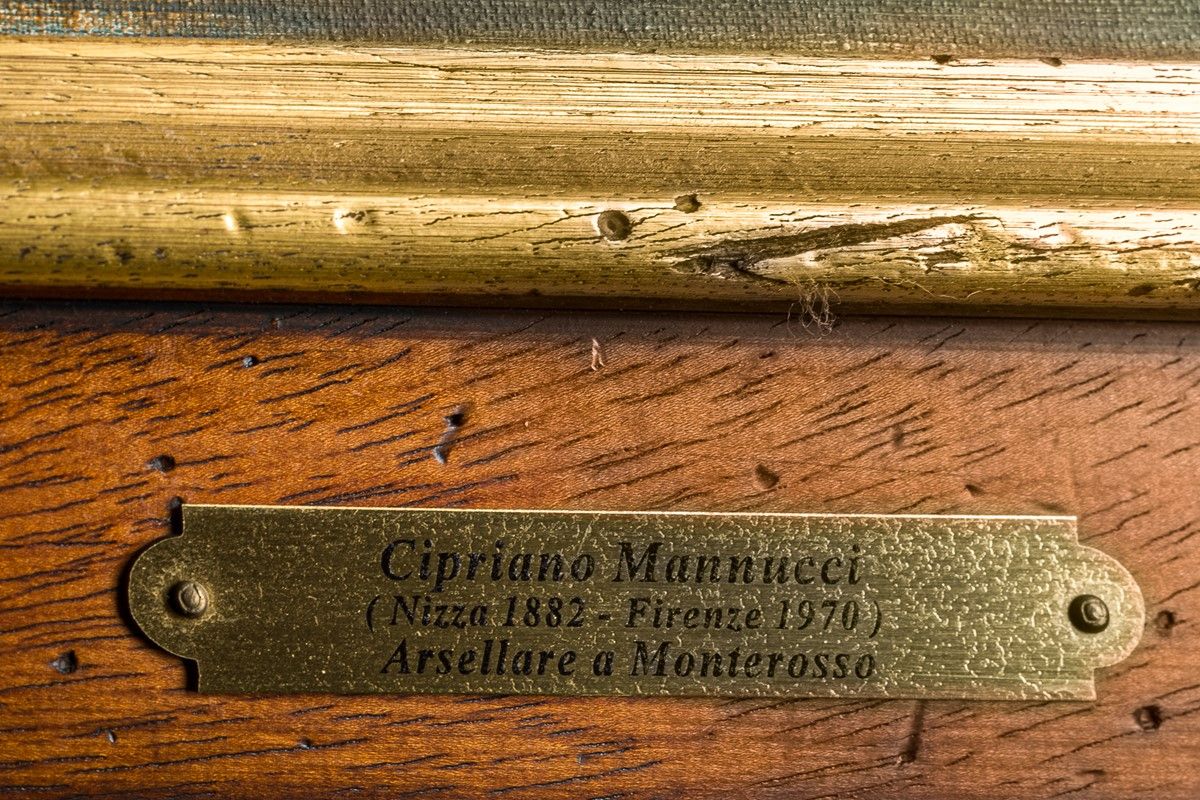 Cipriano Mannucci
( Nizza 1882 - Firenze 1970 )
Arsellare a Monterosso